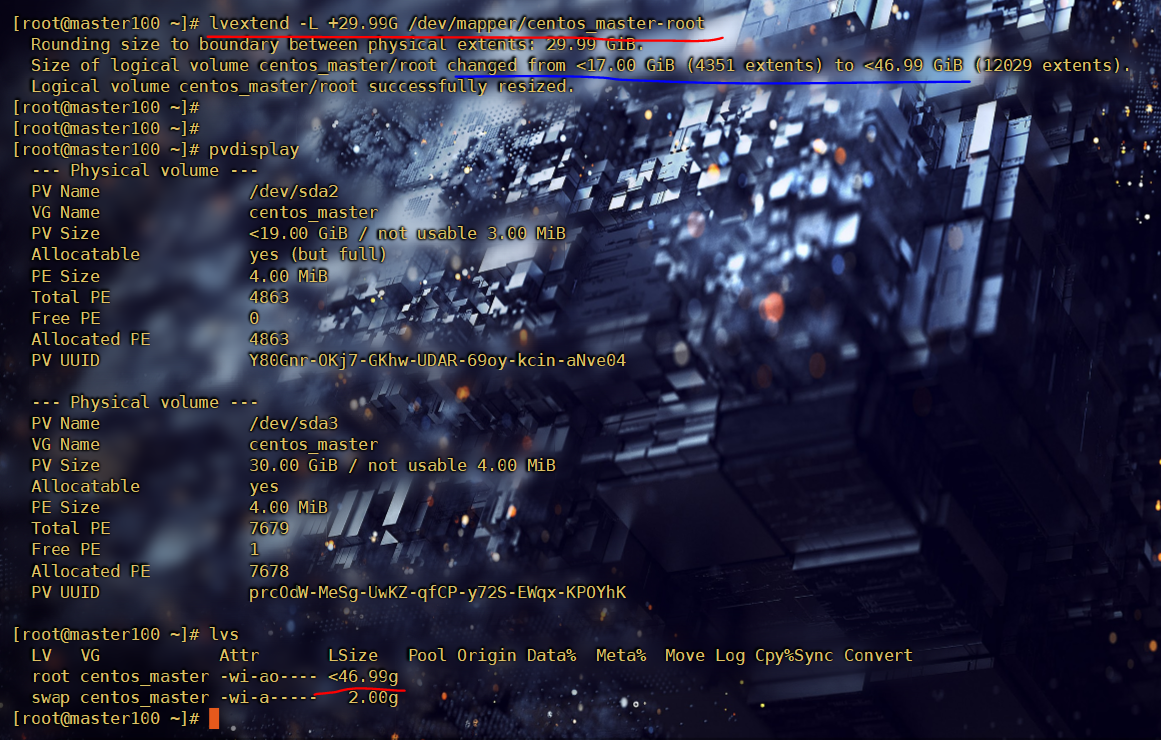 [root@master100 ~]# lvextend -L +29.99G /dev/mapper/centos_master-root
  Rounding size to boundary between physical extents: 29.99 GiB.
  Size of logical volume centos_master/root changed from <17.00 GiB (4351 extents) to <46.99 GiB (12029 extents).
  Logical volume centos_master/root successfully resized.
[root@master100 ~]#
[root@master100 ~]#
[root@master100 ~]# pvdisplay
  --- Physical volume ---
  PV Name               /dev/sda2
  VG Name               centos_master
  PV Size               <19.00 GiB / not usable 3.00 MiB
  Allocatable           yes (but full)
  PE Size               4.00 MiB
  Total PE              4863
  Free PE               0
  Allocated PE          4863
  PV UUID               Y80Gnr-OKj7-GKhw-UDAR-69oy-kcin-aNve04

  --- Physical volume ---
  PV Name               /dev/sda3
  VG Name               centos_master
  PV Size               30.00 GiB / not usable 4.00 MiB
  Allocatable           yes
  PE Size               4.00 MiB
  Total PE              7679
  Free PE               1
  Allocated PE          7678
  PV UUID               prcOdW-MeSg-UwKZ-qfCP-y72S-EWqx-KPOYhK

[root@master100 ~]# lvs
  LV   VG            Attr       LSize   Pool Origin Data%  Meta%  Move Log Cpy%Sync Convert
  root centos_master -wi-ao---- <46.99g
  swap centos_master -wi-a-----   2.00g
[root@master100 ~]#